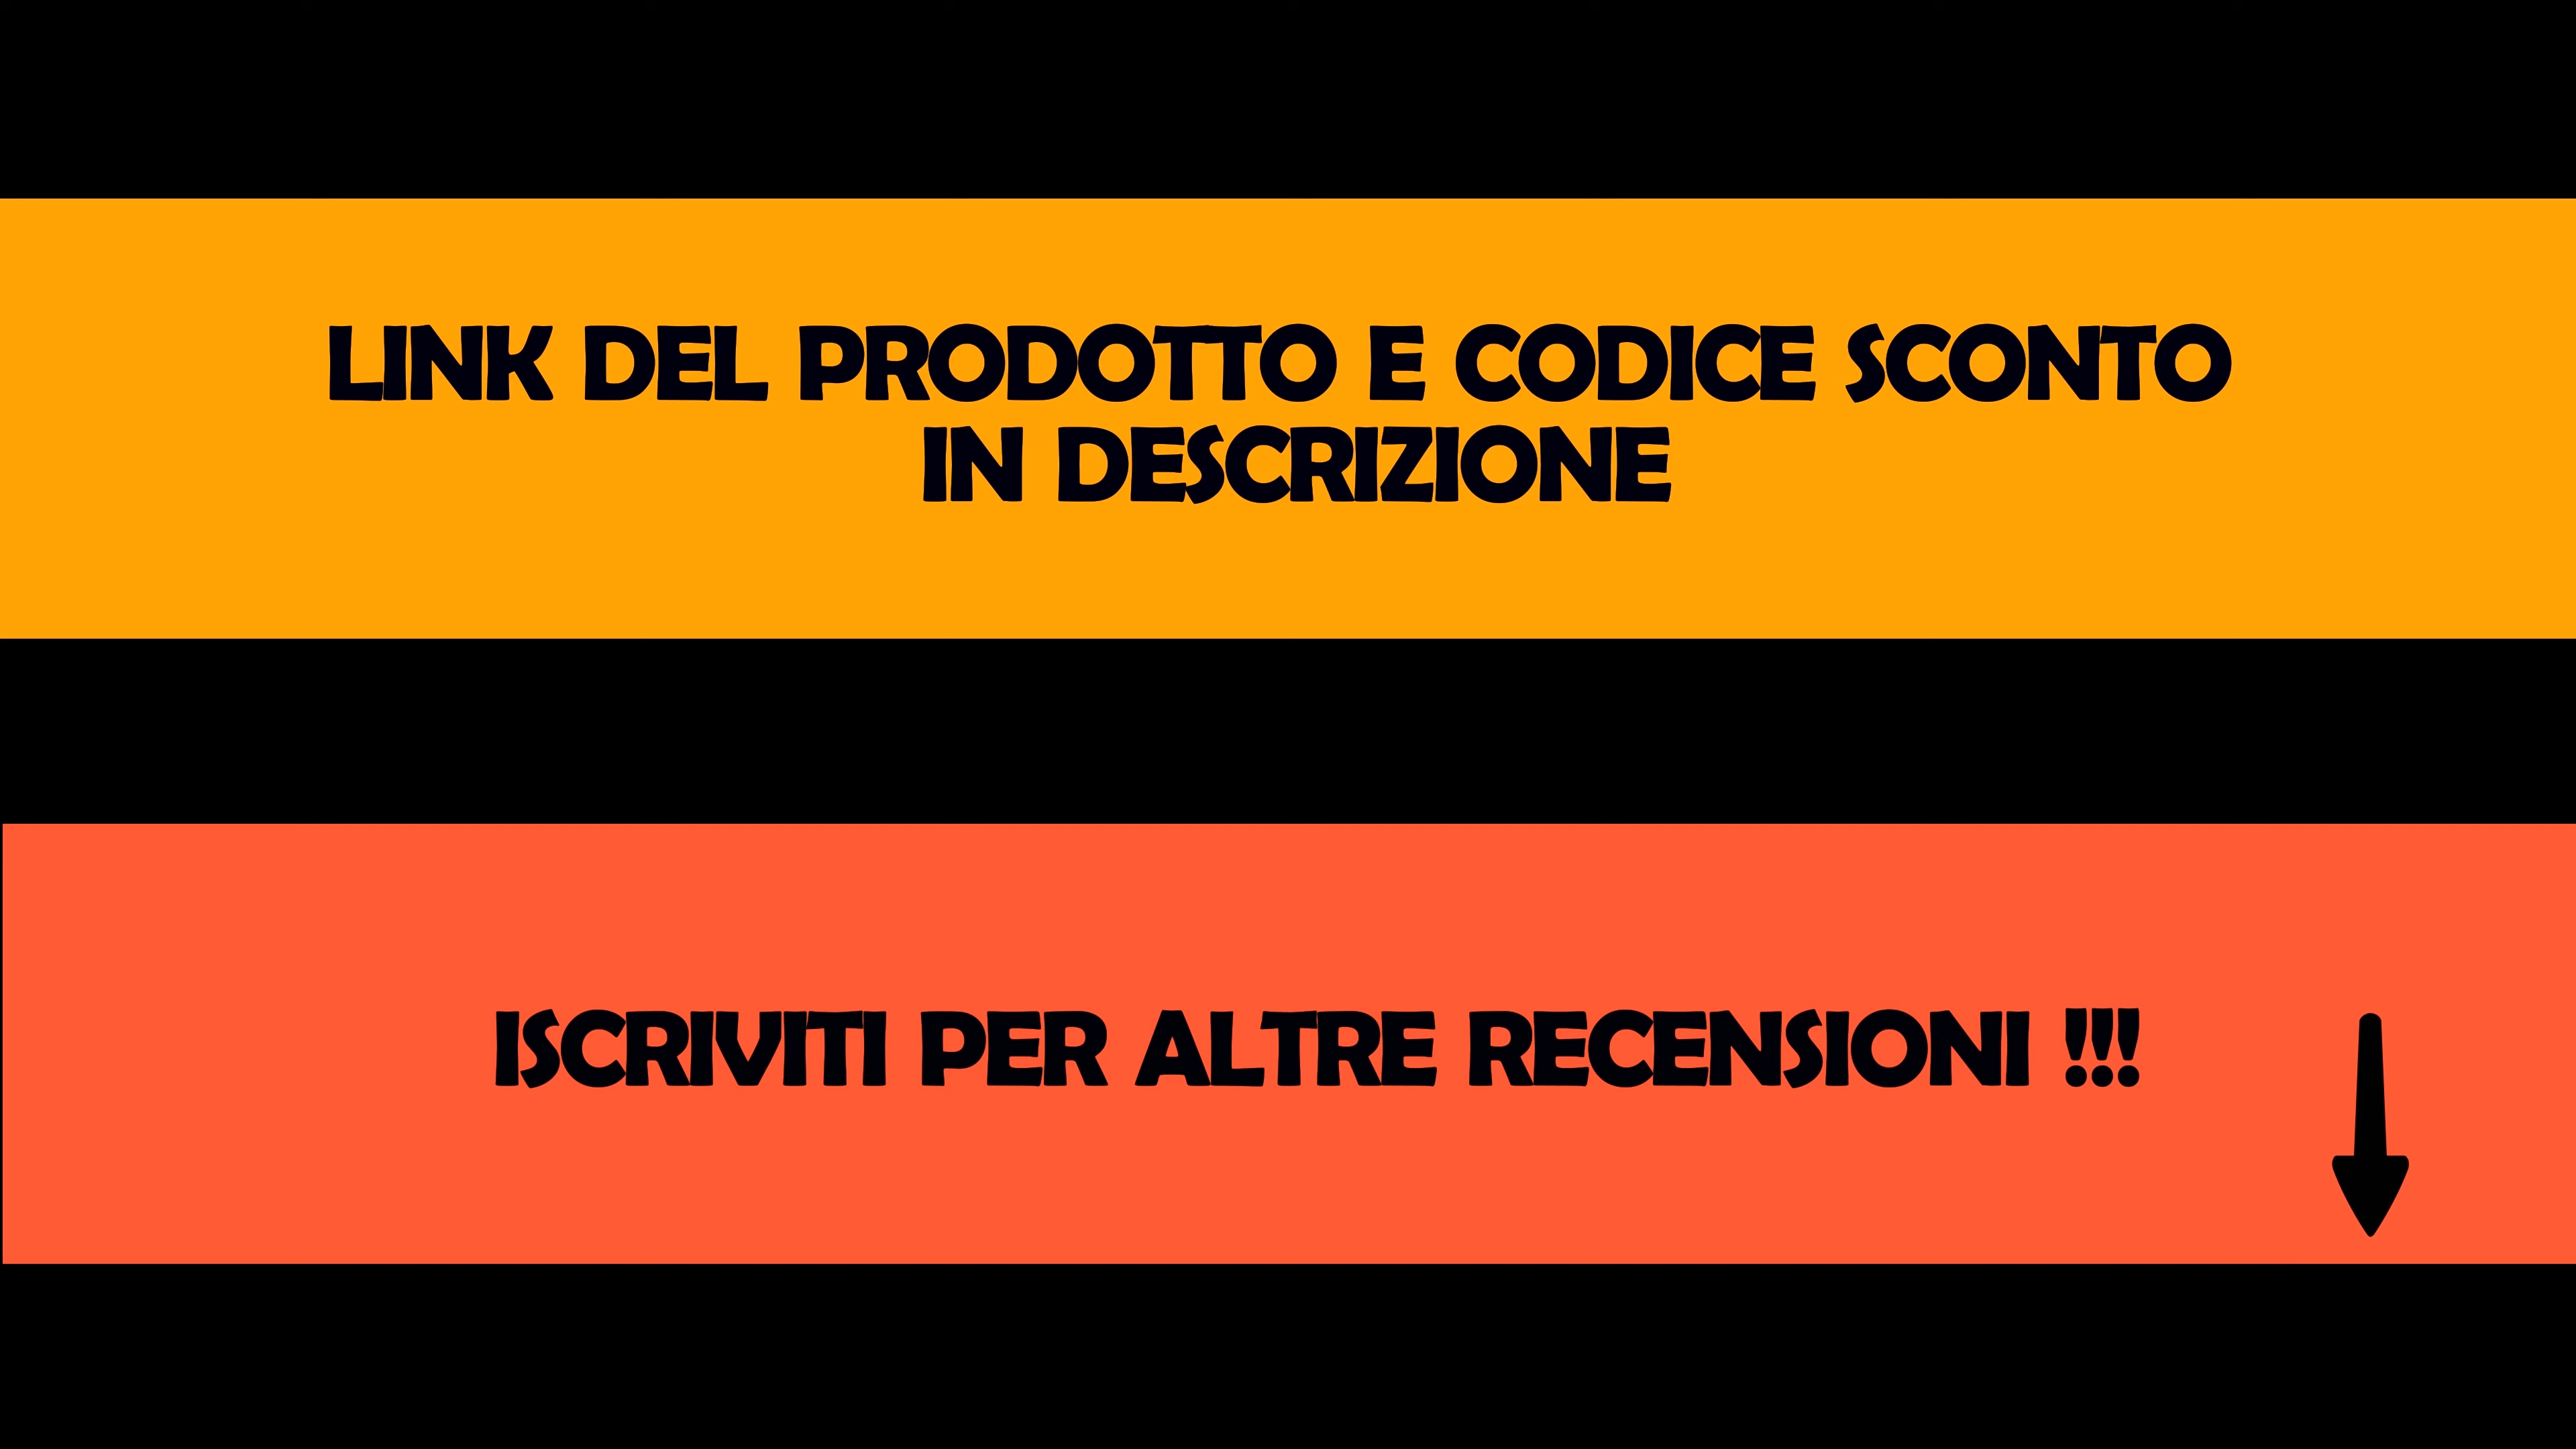 LINK DEL PRODOTTO E CODICE SCONTO
IN DESCRIZIONE
ISCRIVITI PER ALTRE RECENSIONI !!!